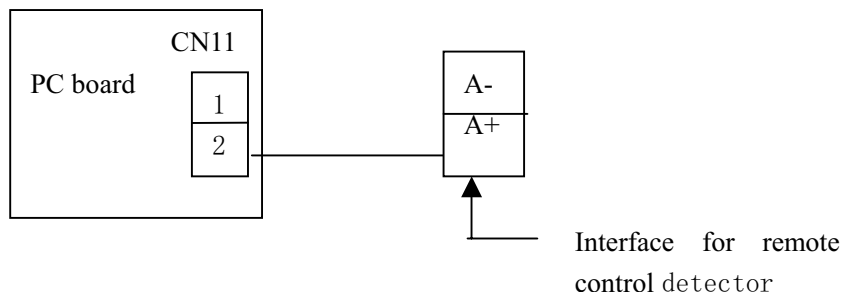 CN11
PC board
1
2
A-
A+
Interface for remote
control detector